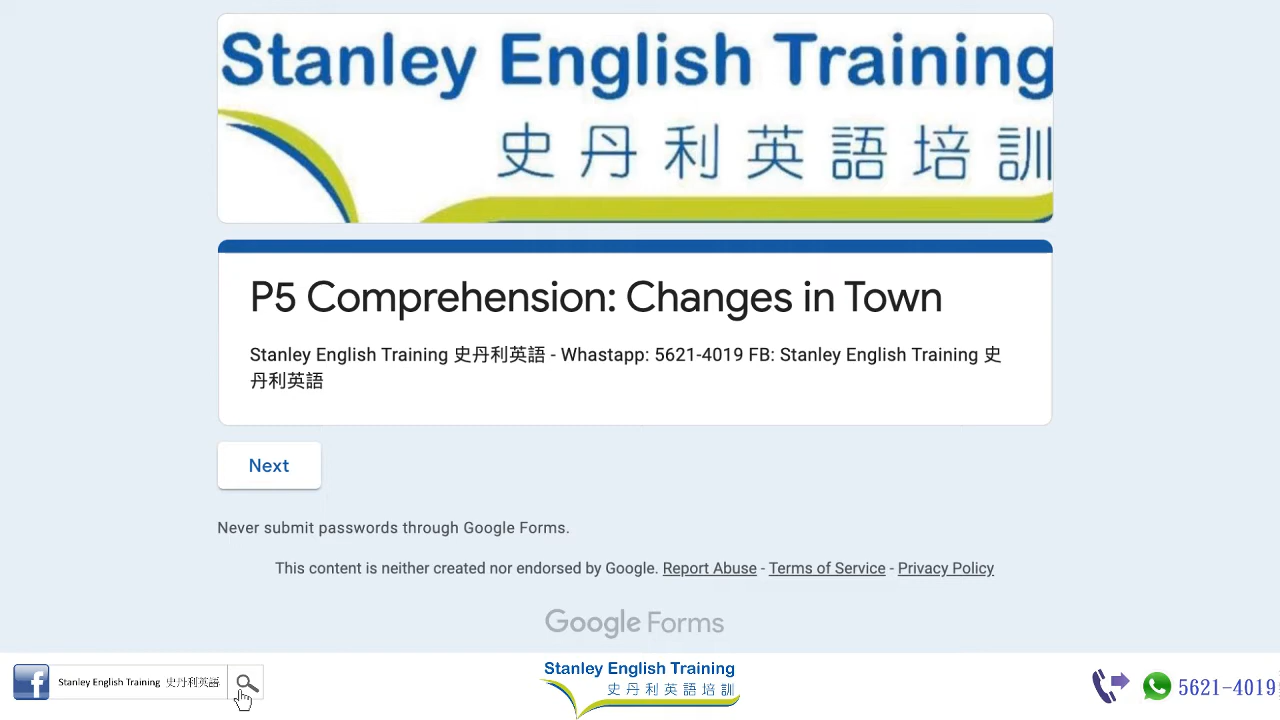 Stanley English Training
史丹利英語培訓
P5 Comprehension: Changes in Town
Stanley English Training 史丹利英語 - Whastapp: 5621-4019 FB: Stanley English Training 史
丹利英語
Next
Never submit passwords through Google Forms.
This content is neither created nor endorsed by Google. Report Abuse - Terms of Service - Privacy Policy
Google Forms
Stanley English Training 史丹利英語
Stanley English Training
史丹利英語培訓
5621-4019